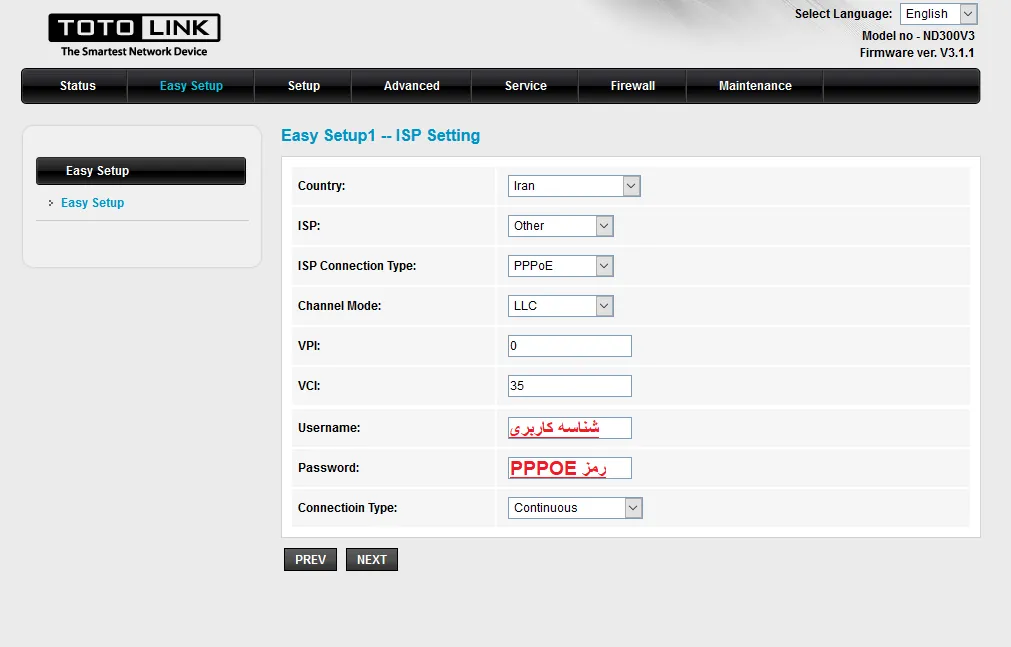 TOTO LINK
The Smartest Network Device
Select Language: English
Model no - ND300V3
Firmware ver. V3.1.1
Status Easy Setup Setup Advanced Service Firewall Maintenance
Easy Setup
Easy Setup
Easy Setup1 -- ISP Setting
Country: Iran
ISP: Other
ISP Connection Type: PPPoE
Channel Mode: LLC
VPI: 0
VCI: 35
Username: شناسه کاربری
Password: رمز PPPOE
Connectioin Type: Continuous
PREV NEXT